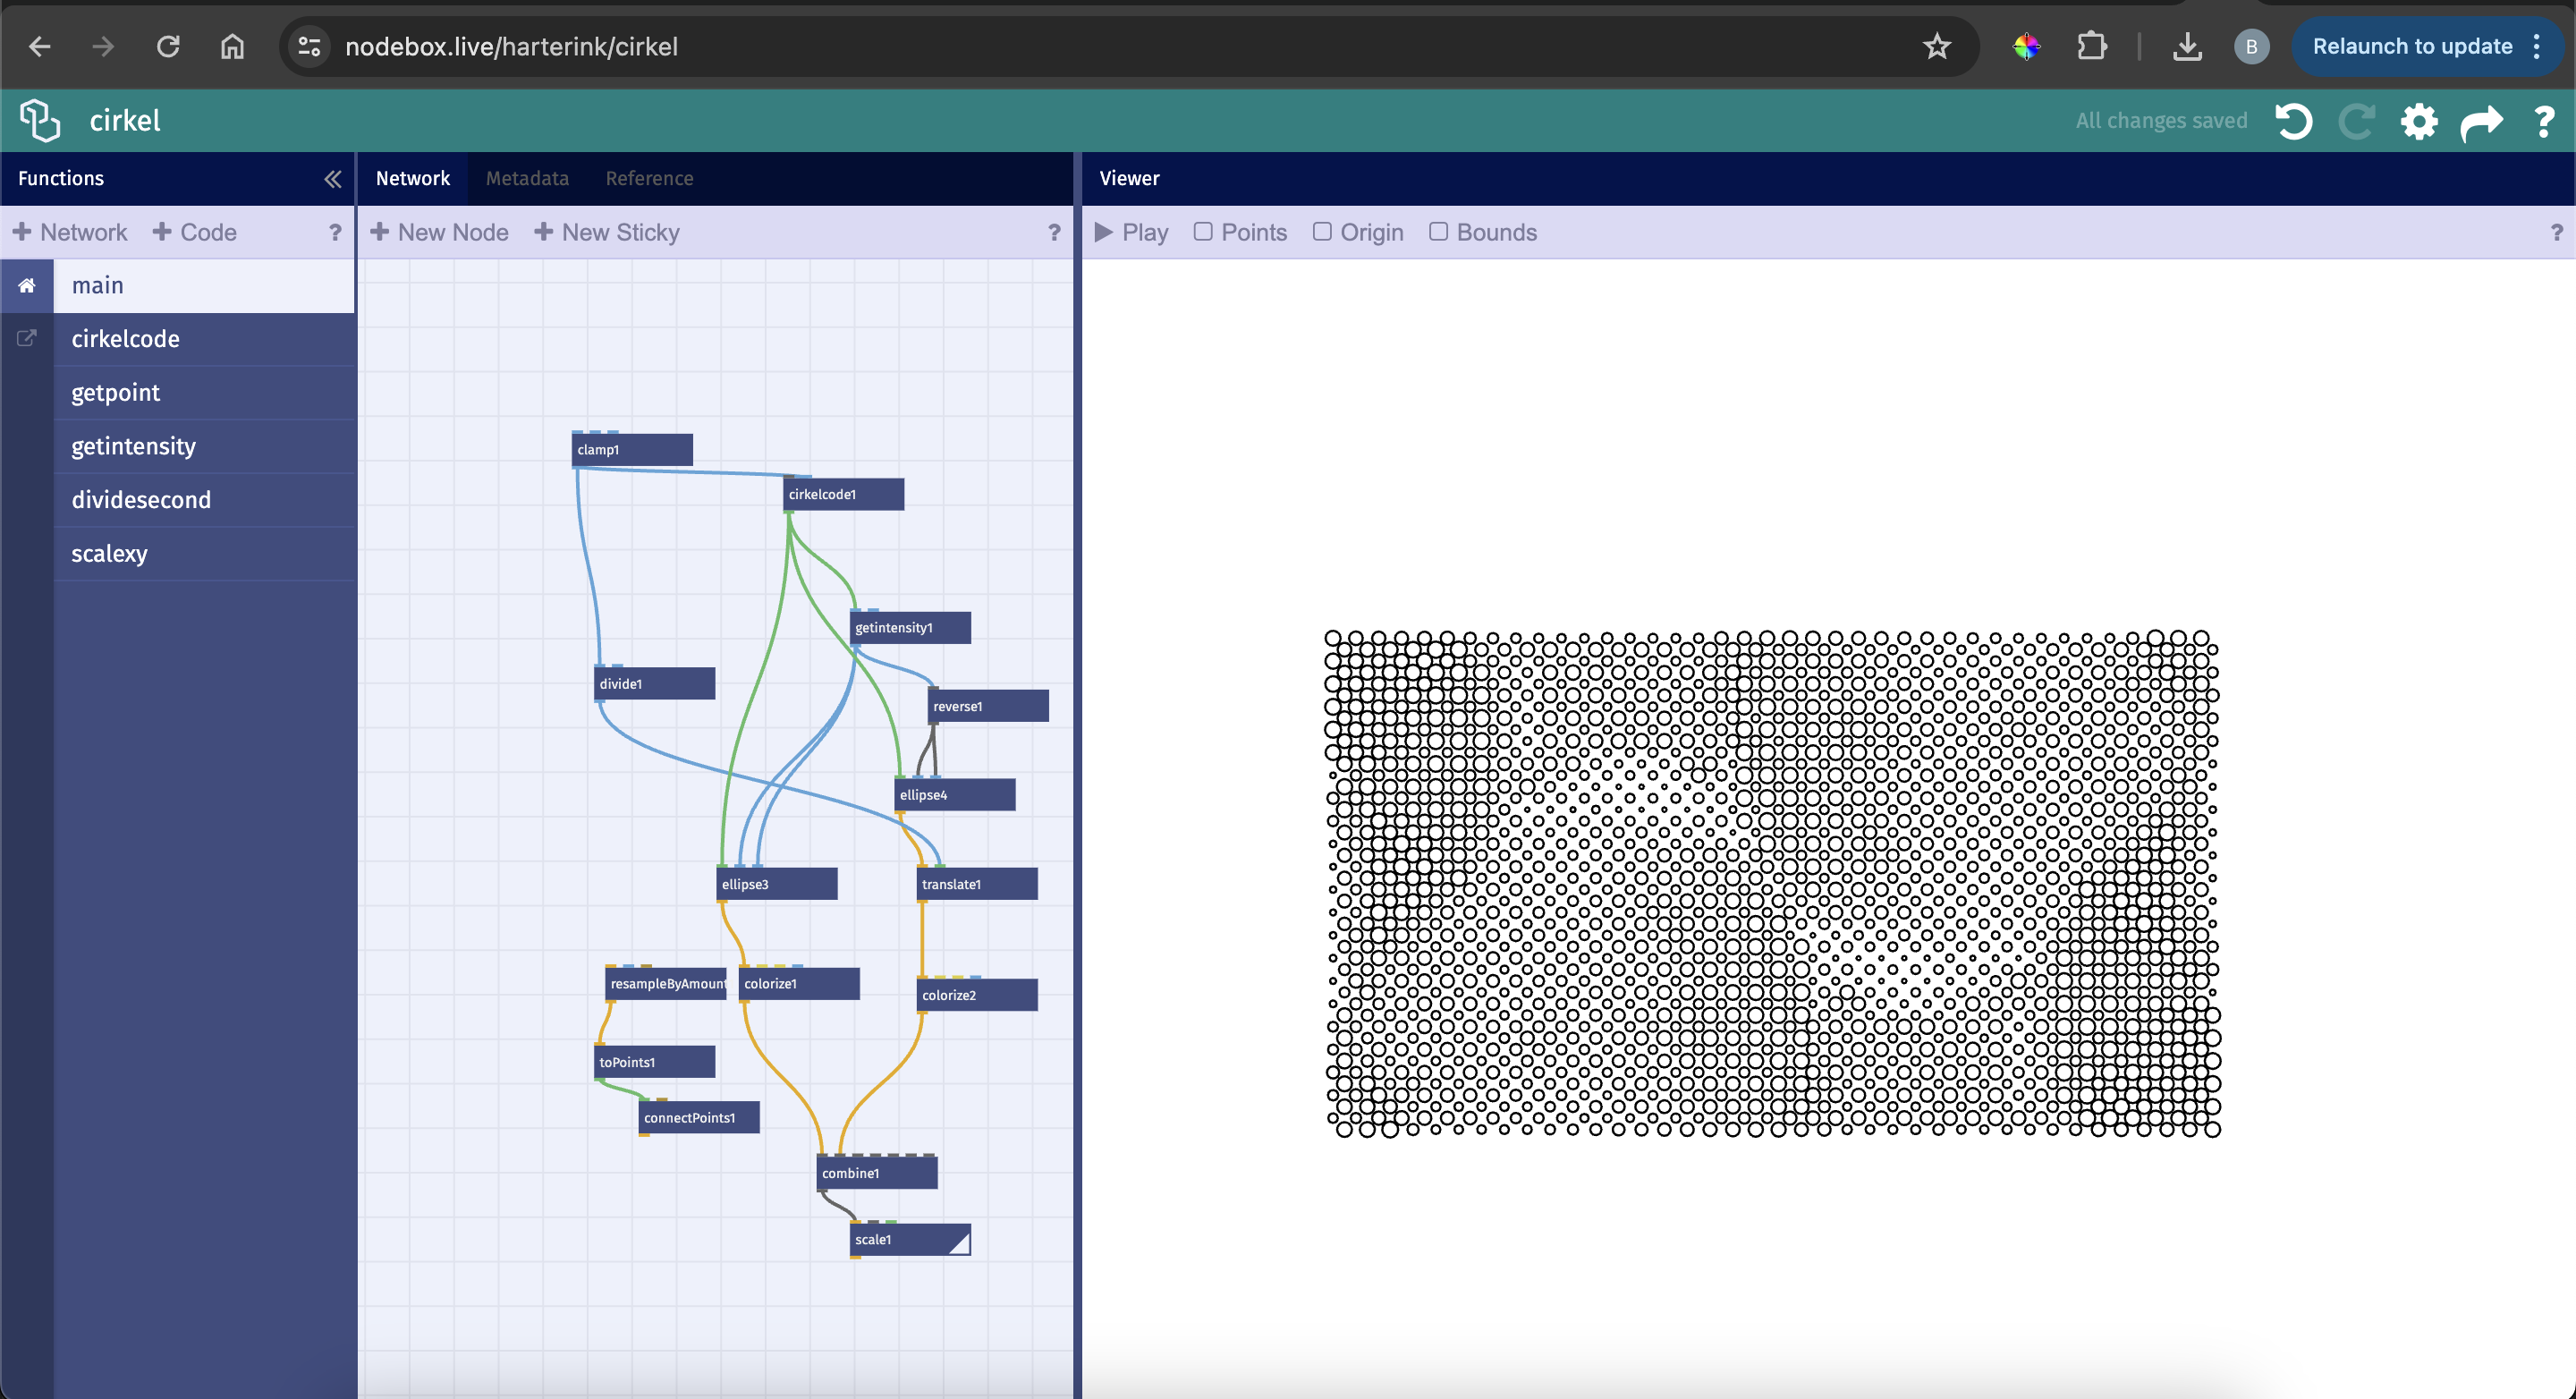 nodebox.live/harterink/cirkel
B
Relaunch to update
cirkel
All changes saved
?
Functions
Network
Metadata
Reference
Viewer
+ Network + Code ?
+ New Node + New Sticky ?
Play Points Origin Bounds ?
main
cirkelcode
getpoint
getintensity
dividesecond
scalexy
clamp1
cirkelcode1
getintensity1
divide1
reverse1
ellipse4
ellipse3
translate1
resampleByAmount
colorize1
colorize2
toPoints1
connectPoints1
combine1
scale1